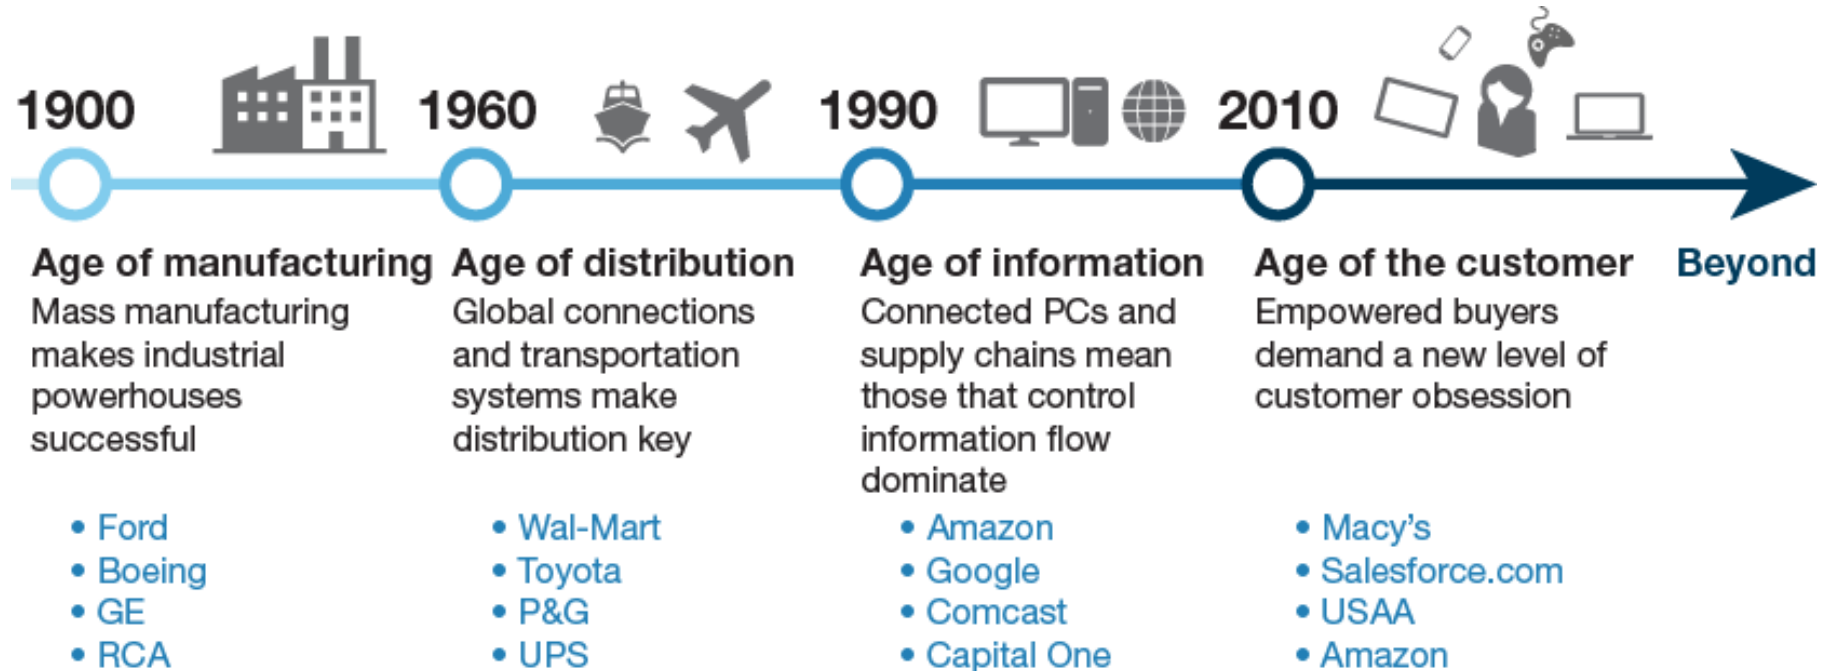 1900
1960
1990
2010
Age of manufacturing
Mass manufacturing
makes industrial
powerhouses
successful
• Ford
• Boeing
• GE
• RCA
Age of distribution
Global connections
and transportation
systems make
distribution key
• Wal-Mart
• Toyota
• P&G
• UPS
Age of information
Connected PCs and
supply chains mean
those that control
information flow
dominate
• Amazon
• Google
• Comcast
• Capital One
Age of the customer
Empowered buyers
demand a new level of
customer obsession
• Macy’s
• Salesforce.com
• USAA
• Amazon
Beyond